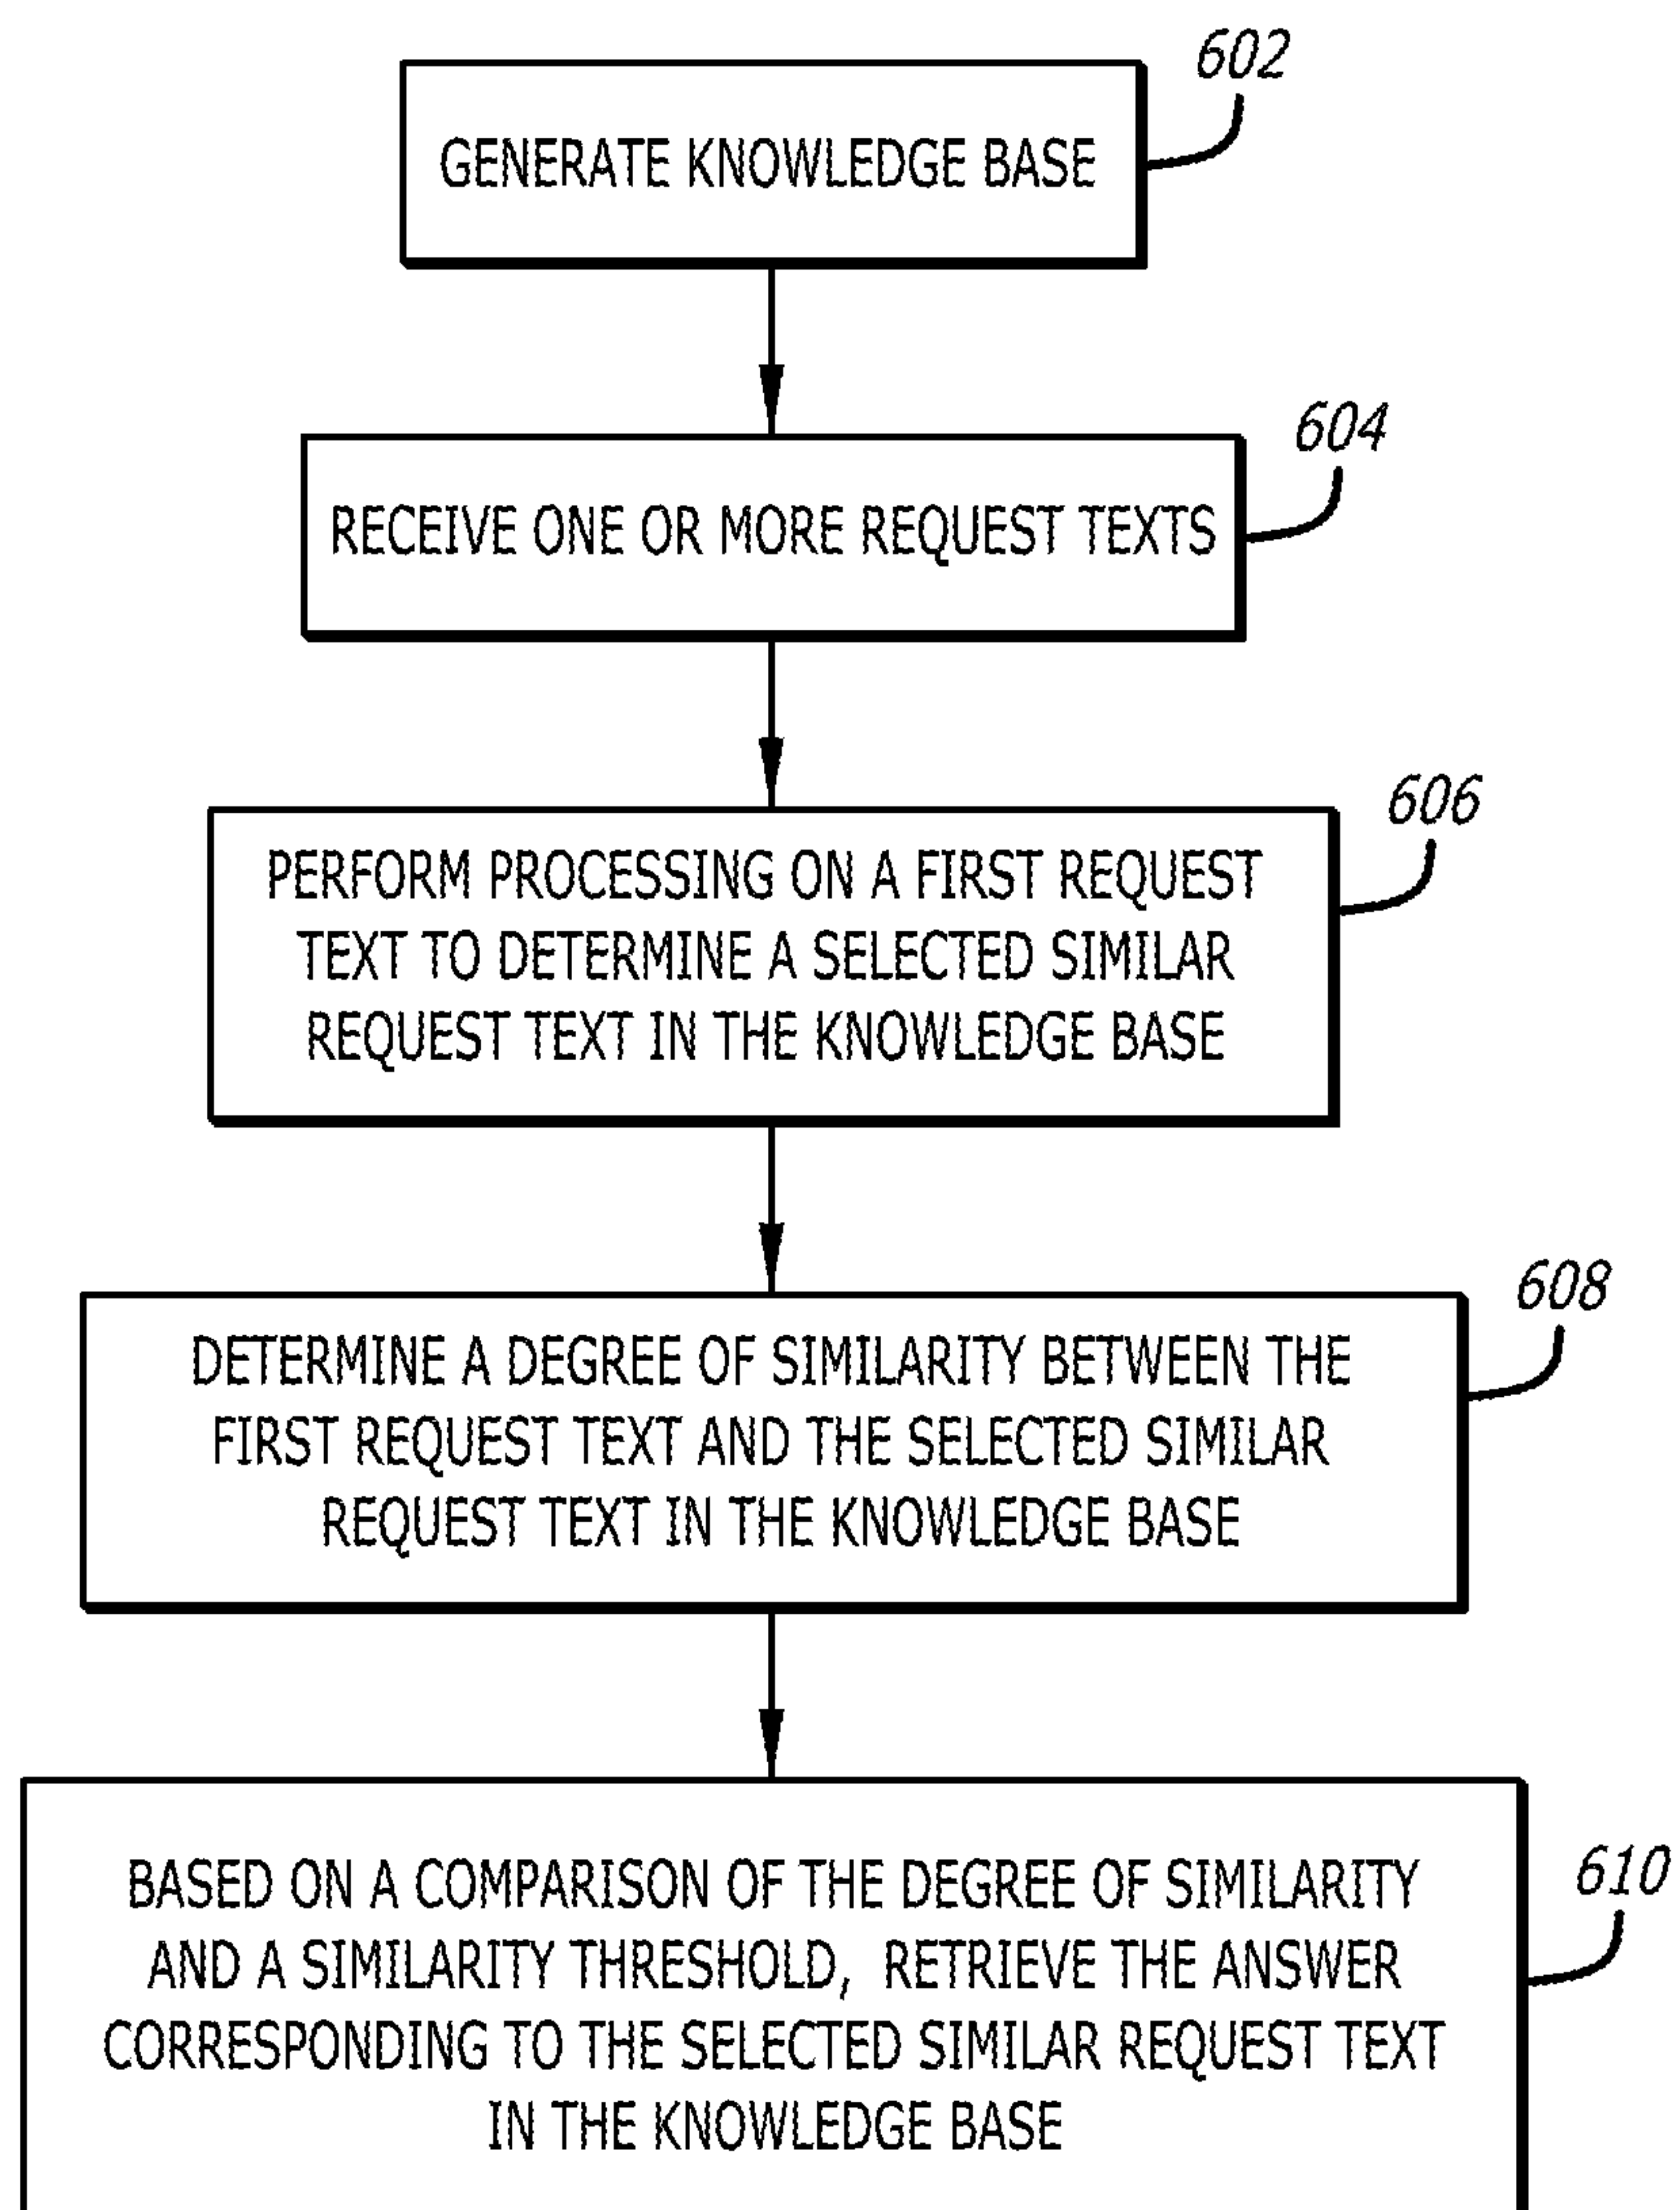 602
GENERATE KNOWLEDGE BASE
604
RECEIVE ONE OR MORE REQUEST TEXTS
606
PERFORM PROCESSING ON A FIRST REQUEST
TEXT TO DETERMINE A SELECTED SIMILAR
REQUEST TEXT IN THE KNOWLEDGE BASE
608
DETERMINE A DEGREE OF SIMILARITY BETWEEN THE
FIRST REQUEST TEXT AND THE SELECTED SIMILAR
REQUEST TEXT IN THE KNOWLEDGE BASE
610
BASED ON A COMPARISON OF THE DEGREE OF SIMILARITY
AND A SIMILARITY THRESHOLD, RETRIEVE THE ANSWER
CORRESPONDING TO THE SELECTED SIMILAR REQUEST TEXT
IN THE KNOWLEDGE BASE